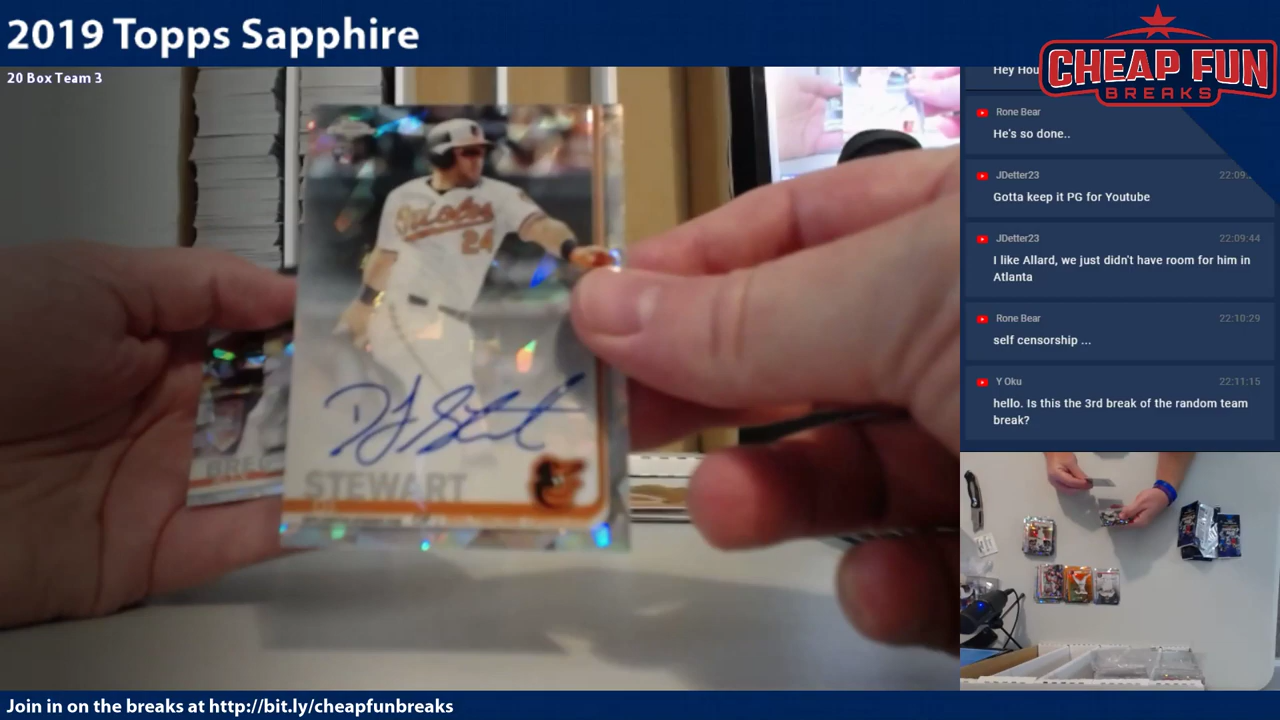 2019 Topps Sapphire
20 Box Team 3
CHEAP FUN
BREAKS
Hey Hou
Rone Bear
He's so done..
JDetter23
22:09
Gotta keep it PG for Youtube
JDetter23
22:09:44
I like Allard, we just didn't have room for him in
Atlanta
Rone Bear
22:10:29
self censorship ...
Y Oku
22:11:15
hello. Is this the 3rd break of the random team
break?
Orioles
24
STEWART
BREG
Join in on the breaks at http://bit.ly/cheapfunbreaks